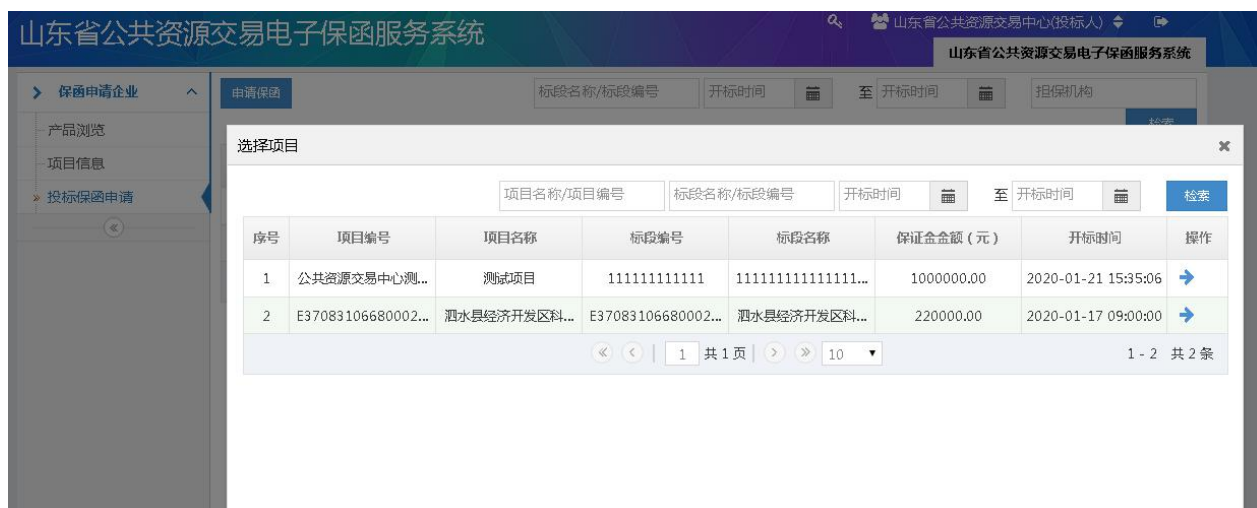 山东省公共资源交易电子保函服务系统
山东省公共资源交易中心(投标人)
山东省公共资源交易电子保函服务系统
保函申请企业
产品浏览
项目信息
投标保函申请
申请保函 标段名称/标段编号 开标时间 至 开标时间 担保机构
检索
选择项目
项目名称/项目编号 标段名称/标段编号 开标时间 至 开标时间 检索
序号 项目编号 项目名称 标段编号 标段名称 保证金金额(元) 开标时间 操作
1 公共资源交易中心测... 测试项目 111111111111 111111111111111... 1000000.00 2020-01-21 15:35:06
2 E37083106680002... 泗水县经济开发区科... E37083106680002... 泗水县经济开发区科... 220000.00 2020-01-17 09:00:00
1 共1页 10 1 - 2 共2条